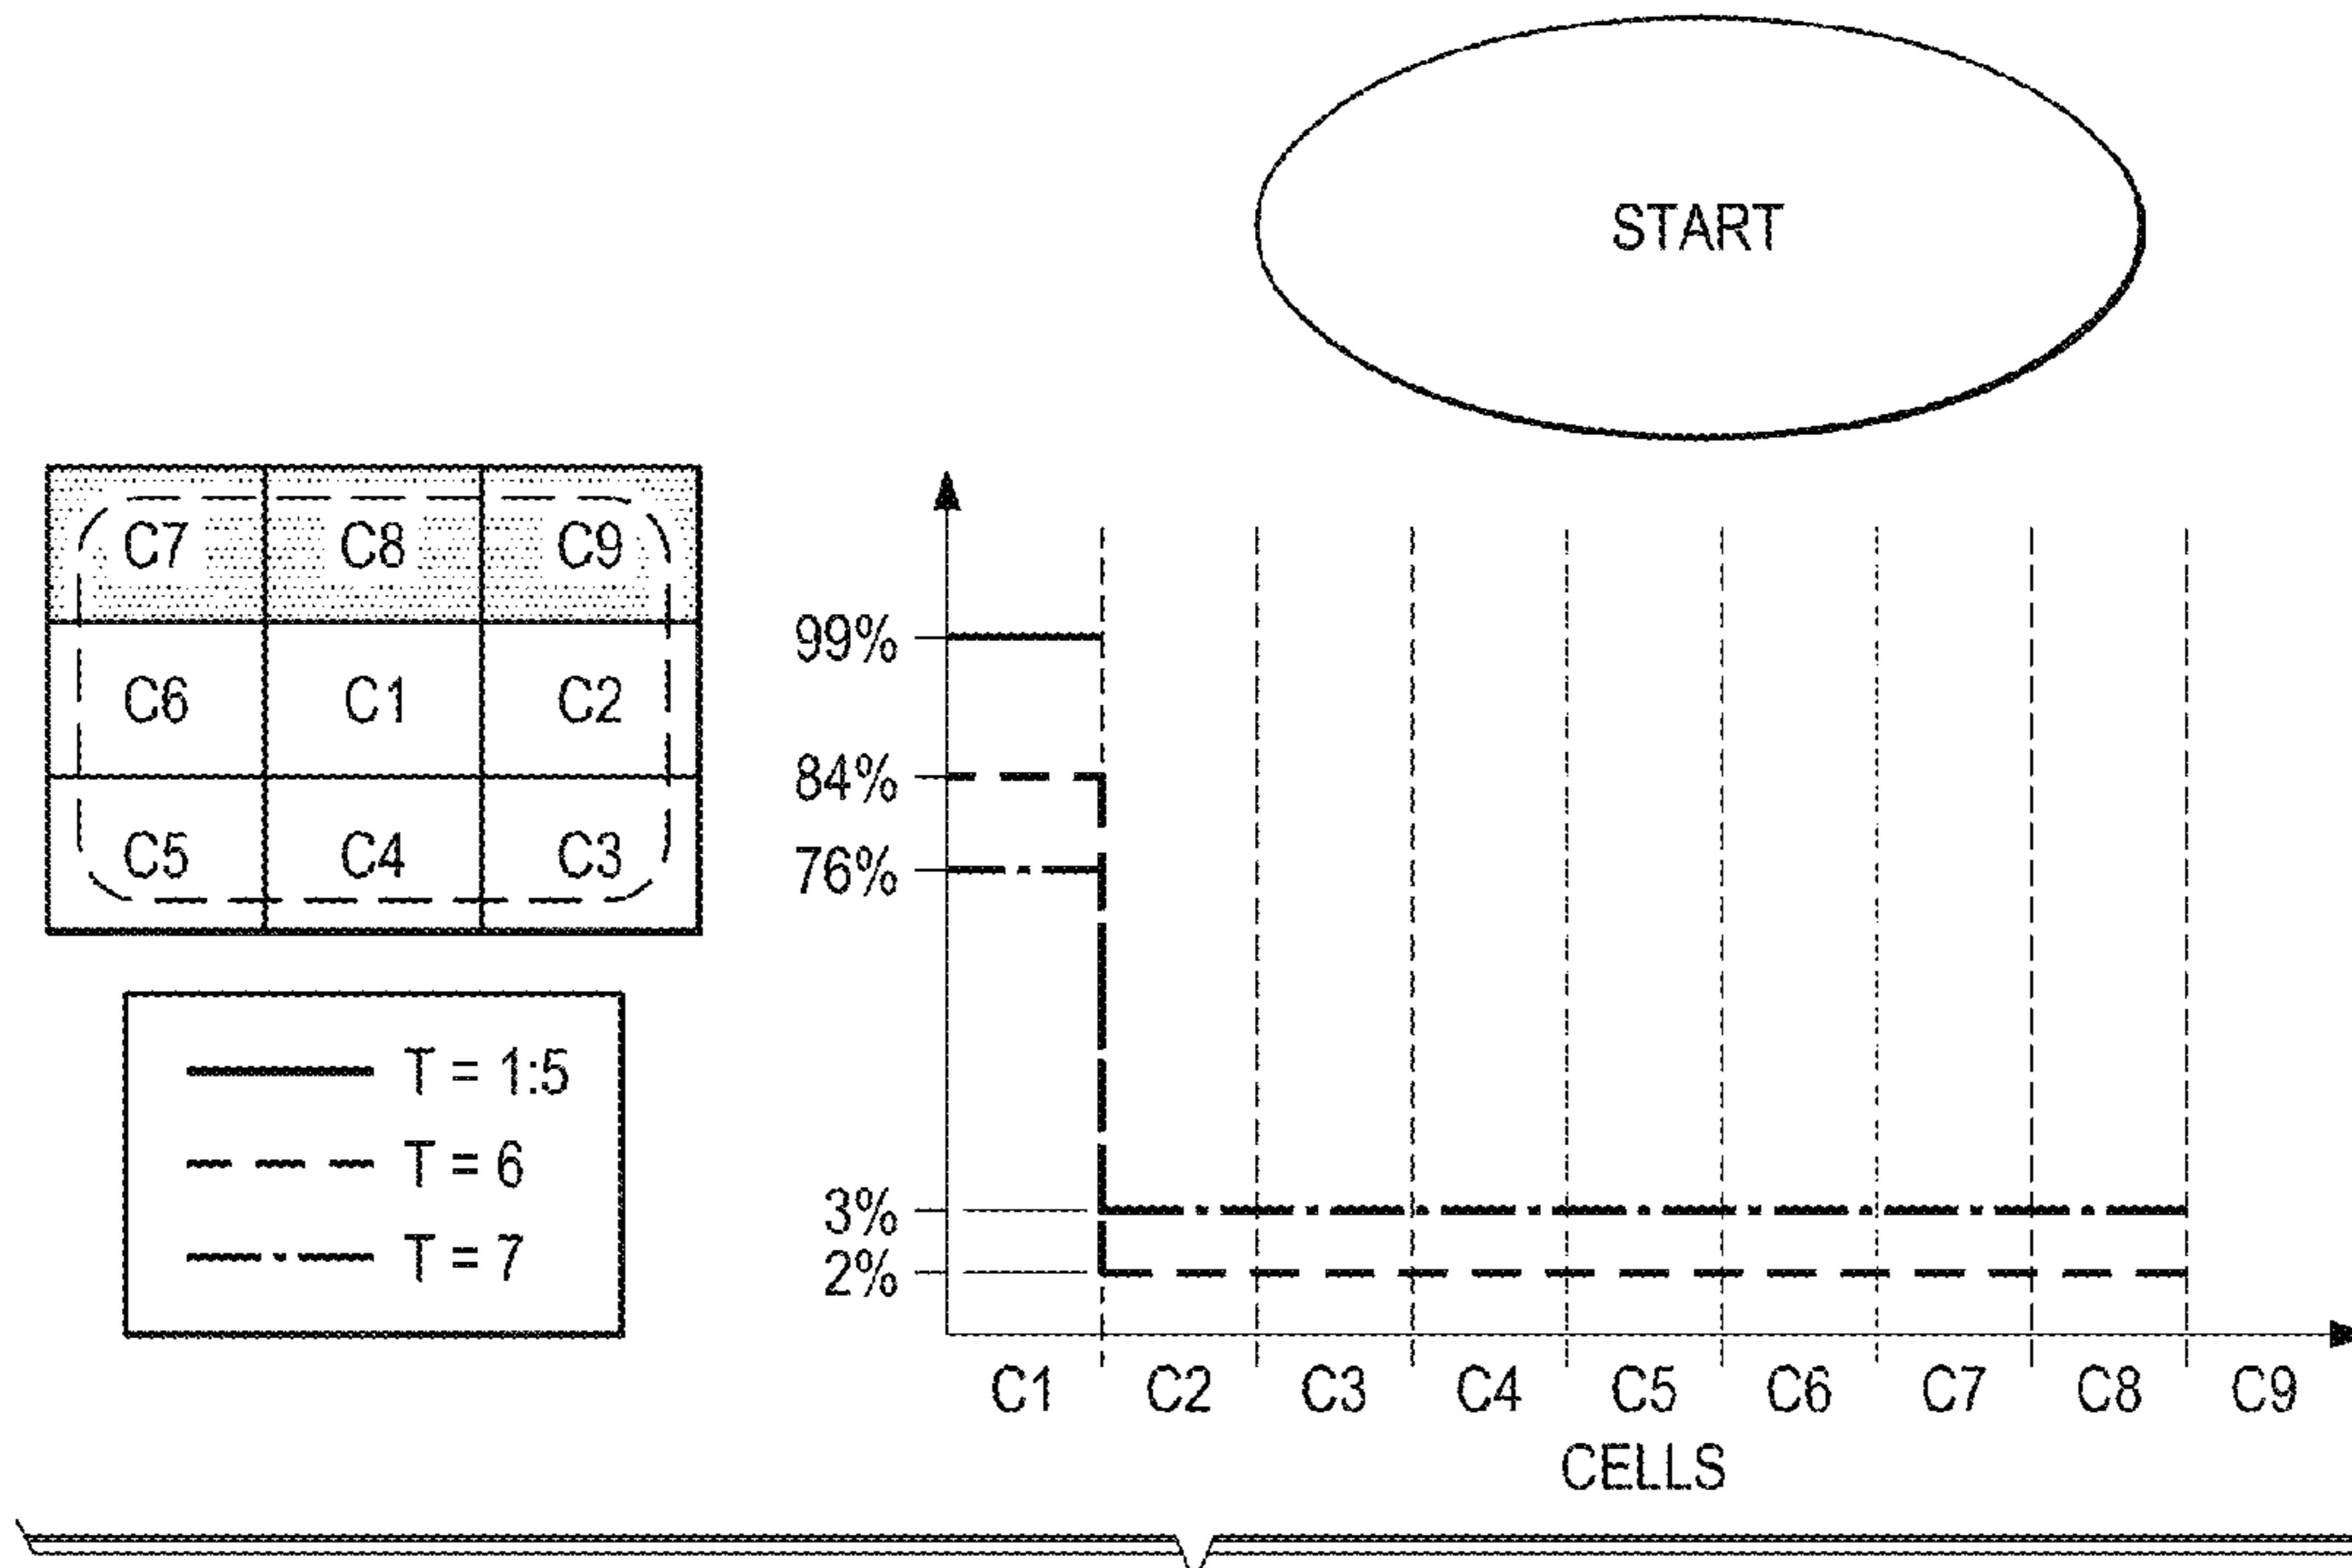 START
C7 C8 C9
C6 C1 C2
C5 C4 C3
T = 1:5
T = 6
T = 7
99%
84%
76%
3%
2%
C1 C2 C3 C4 C5 C6 C7 C8 C9
CELLS